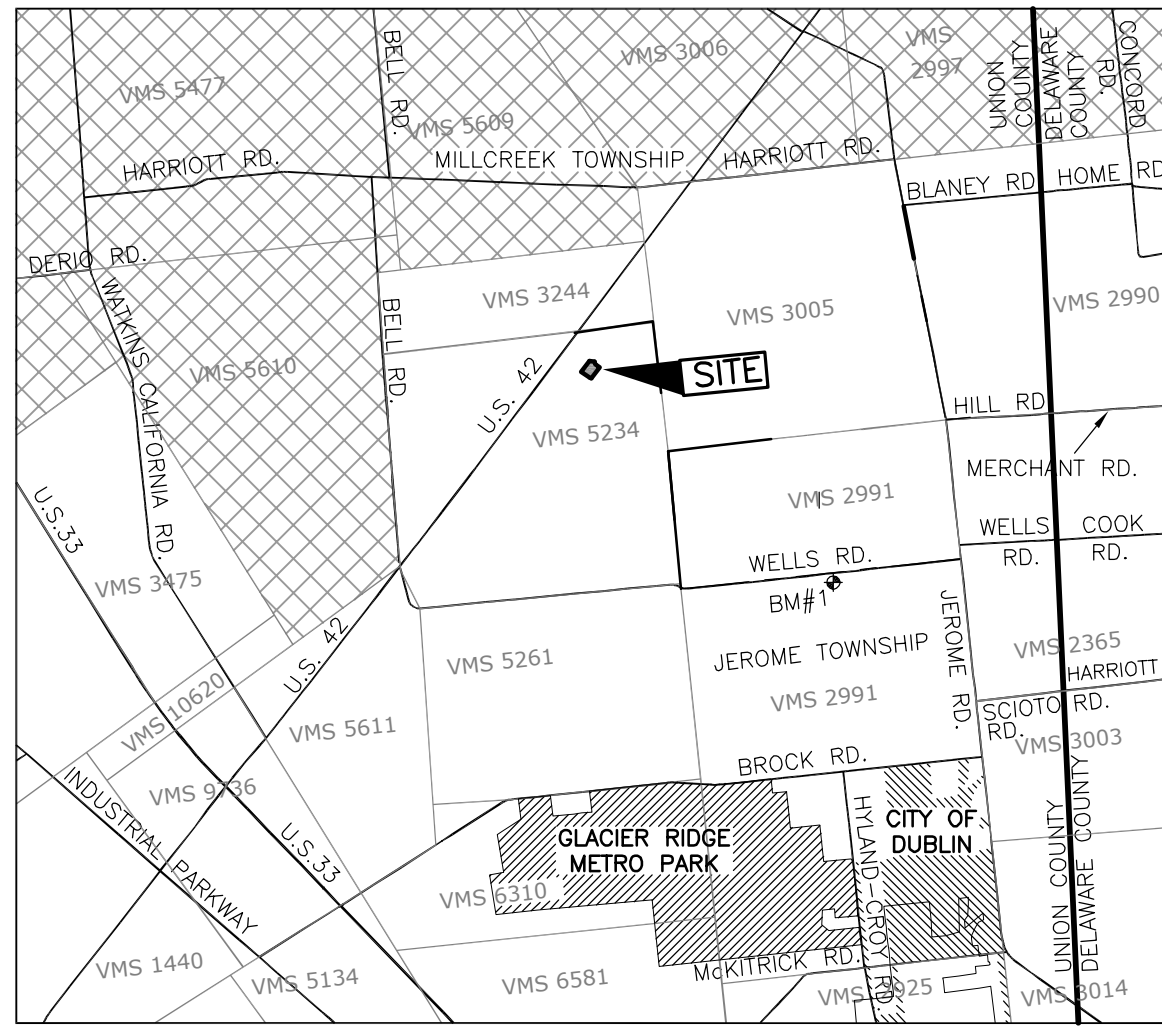 VMS 5477
BELL RD.
VMS 3006
VMS
2997
UNION
COUNTY
DELAWARE
COUNTY
CONCORD
RD.
VMS 5609
HARRIOTT RD.
MILLCREEK TOWNSHIP
HARRIOTT RD.
BLANEY RD
HOME RD
DERIO RD.
WATKINS CALIFORNIA RD.
BELL RD.
VMS 3244
VMS 3005
VMS 2990
VMS 5610
U.S. 42
SITE
VMS 5234
HILL RD
MERCHANT RD.
U.S.33
VMS 2991
WELLS
RD.
COOK
RD.
VMS 3475
WELLS RD.
BM#1
JEROME RD.
U.S. 42
VMS 5261
JEROME TOWNSHIP
VMS 2365
HARRIOTT
VMS 10620
VMS 2991
SCIOTO RD.
RD.
VMS 5611
VMS 3003
BROCK RD.
INDUSTRIAL PARKWAY
VMS 9736
U.S.33
GLACIER RIDGE
METRO PARK
HYLAND-CROY RD.
CITY OF
DUBLIN
UNION COUNTY
DELAWARE COUNTY
VMS 6310
VMS 1440
VMS 5134
VMS 6581
McKITRICK RD.
VMS 2925
VMS 3014